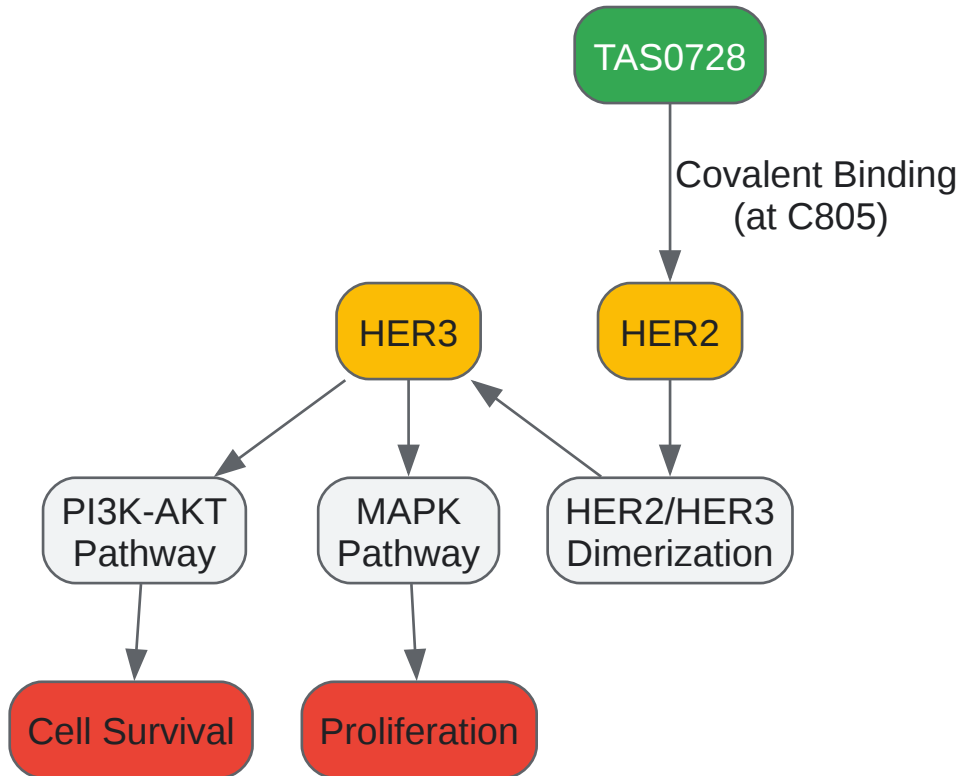 TAS0728
Covalent Binding
(at C805)
HER3
HER2
PI3K-AKT
Pathway
MAPK
Pathway
HER2/HER3
Dimerization
Cell Survival
Proliferation